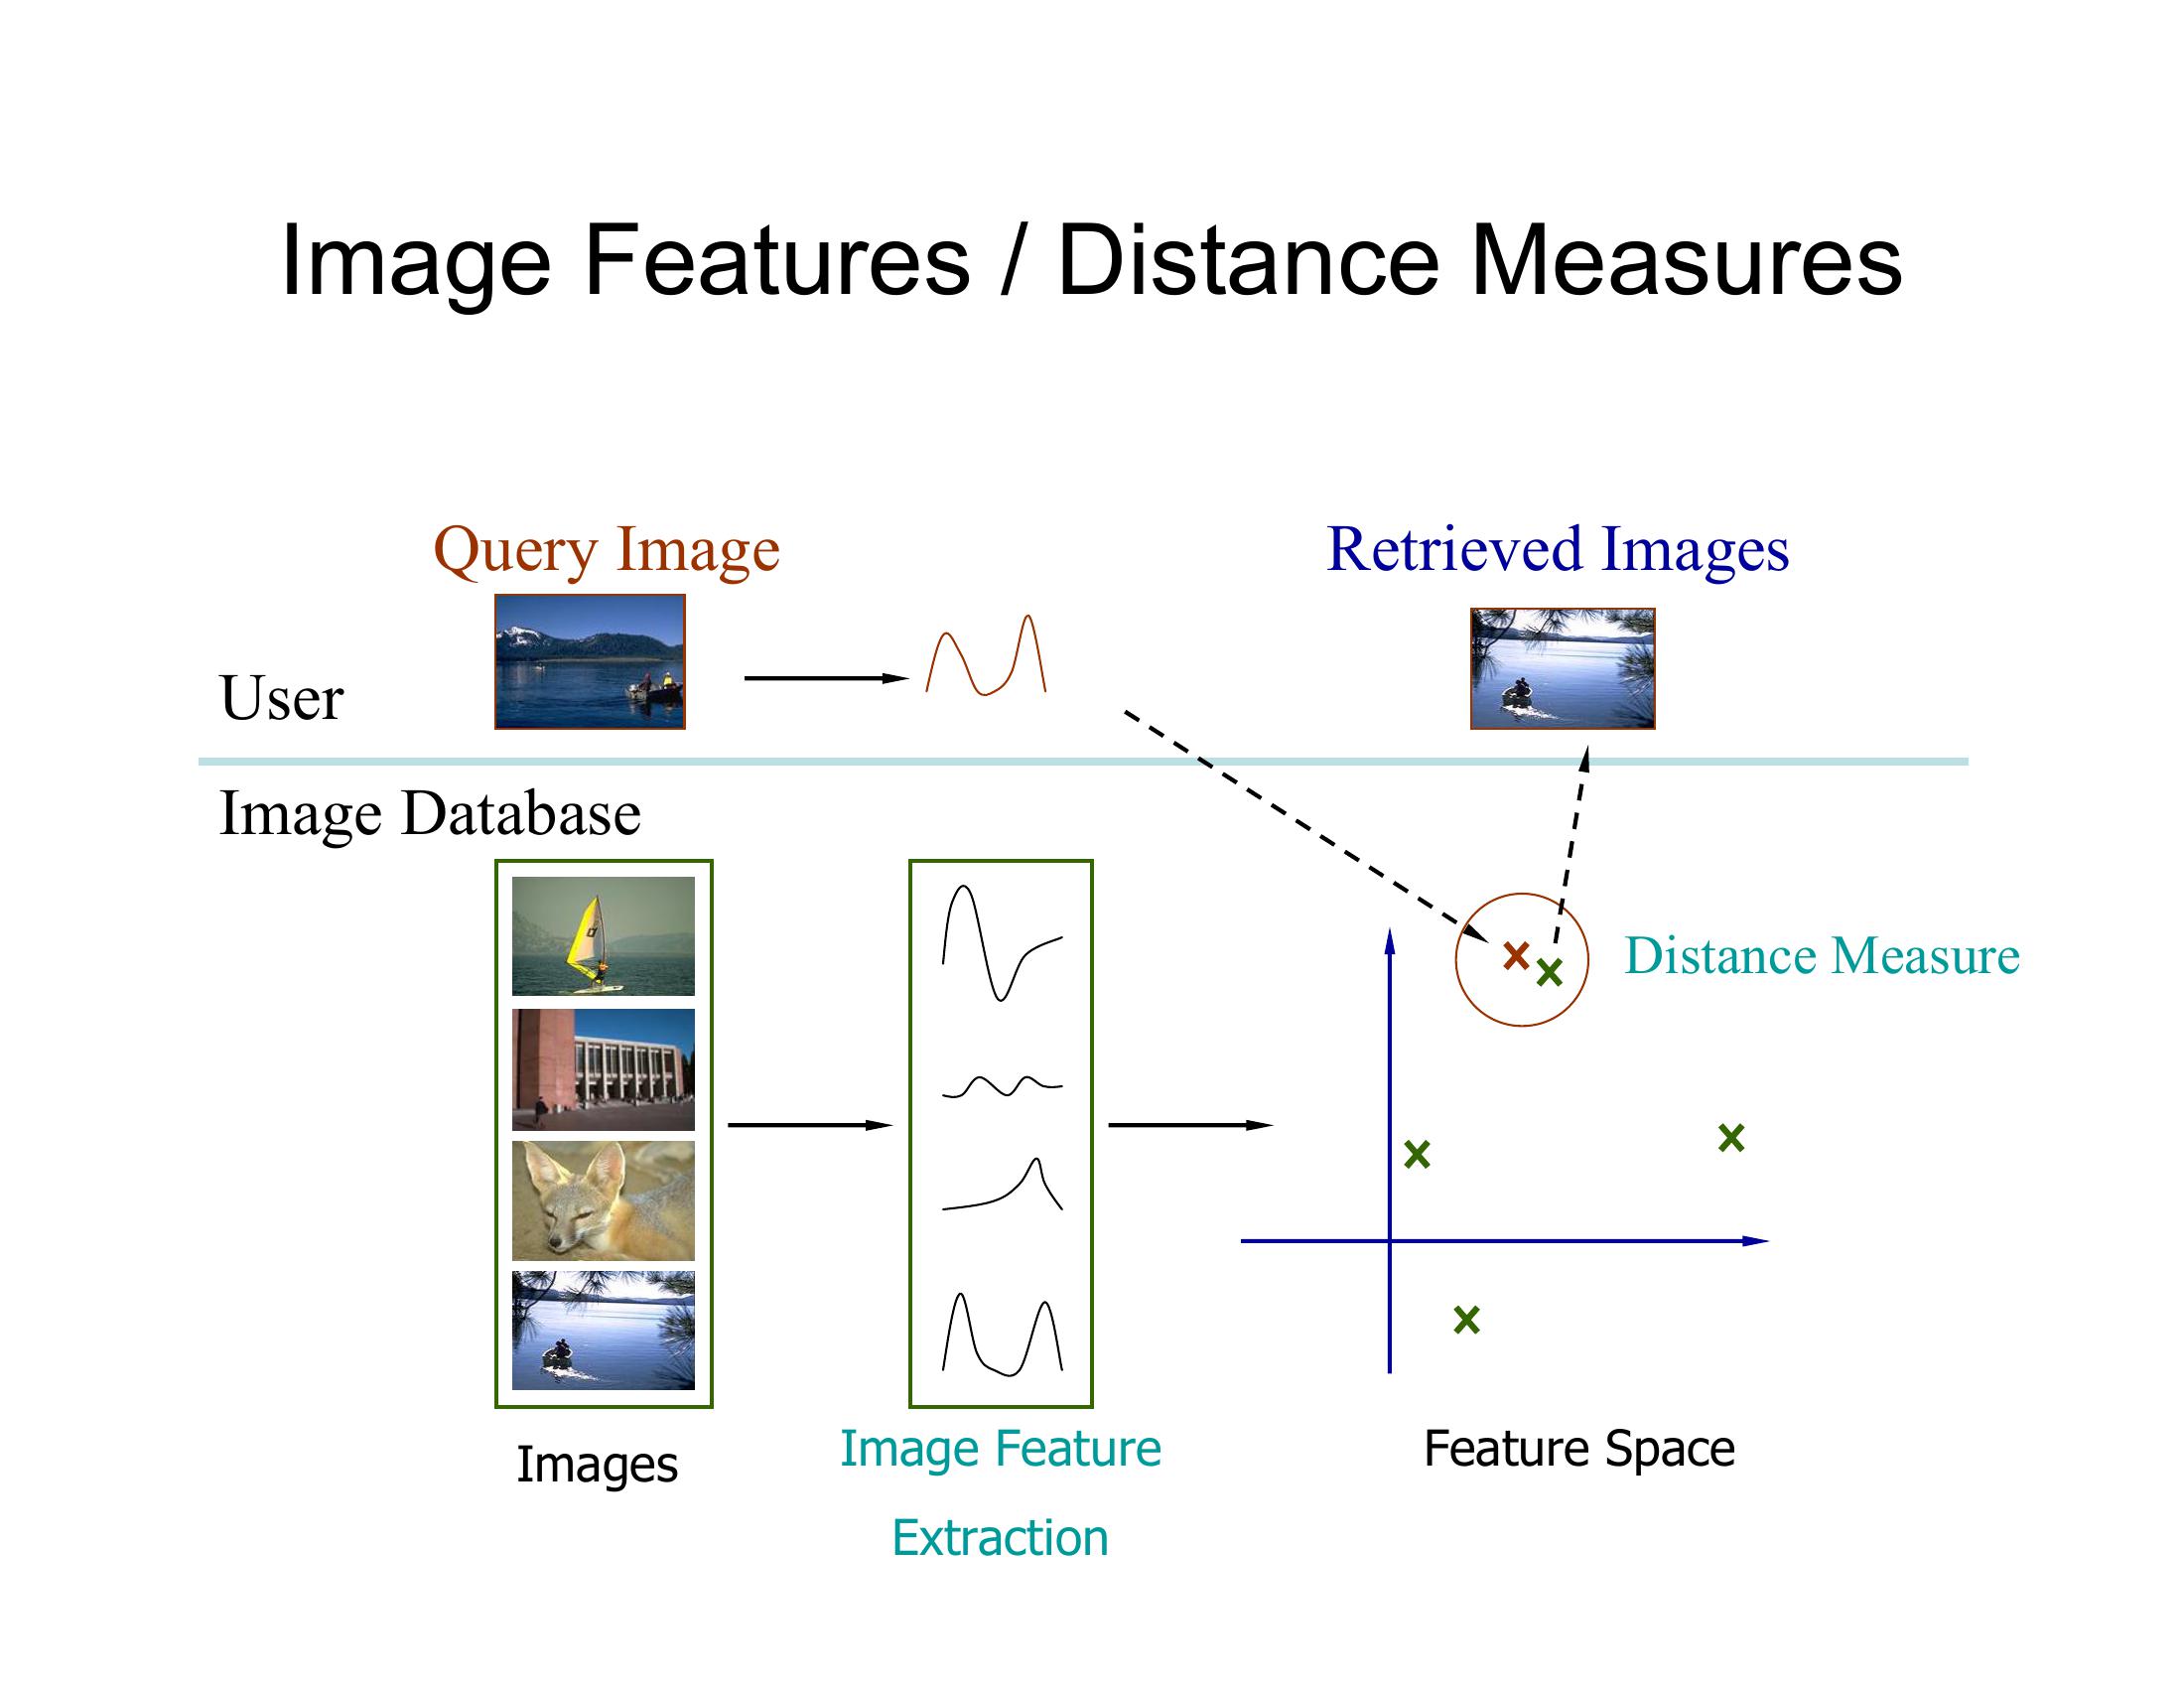 Image Features / Distance Measures
Query Image
Retrieved Images
User
Image Database
Distance Measure
Images
Image Feature
Extraction
Feature Space